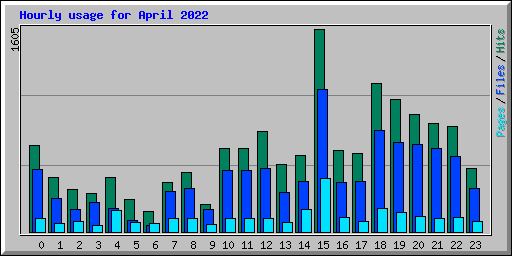 Hourly usage for April 2022
1605
Pages/Files/Hits
0 1 2 3 4 5 6 7 8 9 10 11 12 13 14 15 16 17 18 19 20 21 22 23